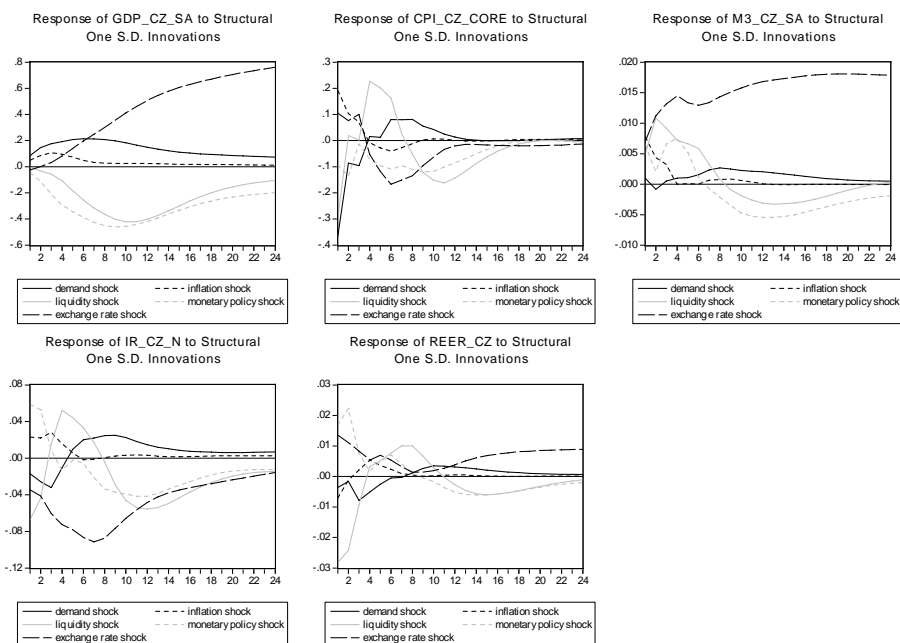 Response of GDP_CZ_SA to Structural
One S.D. Innovations
.8
.6
.4
.2
.0
-.2
-.4
-.6
2 4 6 8 10 12 14 16 18 20 22 24
demand shock inflation shock
liquidity shock monetary policy shock
exchange rate shock
Response of CPI_CZ_CORE to Structural
One S.D. Innovations
.3
.2
.1
.0
-.1
-.2
-.3
-.4
2 4 6 8 10 12 14 16 18 20 22 24
demand shock inflation shock
liquidity shock monetary policy shock
exchange rate shock
Response of M3_CZ_SA to Structural
One S.D. Innovations
.020
.015
.010
.005
.000
-.005
-.010
2 4 6 8 10 12 14 16 18 20 22 24
demand shock inflation shock
liquidity shock monetary policy shock
exchange rate shock
Response of IR_CZ_N to Structural
One S.D. Innovations
.08
.04
.00
-.04
-.08
-.12
2 4 6 8 10 12 14 16 18 20 22 24
demand shock inflation shock
liquidity shock monetary policy shock
exchange rate shock
Response of REER_CZ to Structural
One S.D. Innovations
.03
.02
.01
.00
-.01
-.02
-.03
2 4 6 8 10 12 14 16 18 20 22 24
demand shock inflation shock
liquidity shock monetary policy shock
exchange rate shock